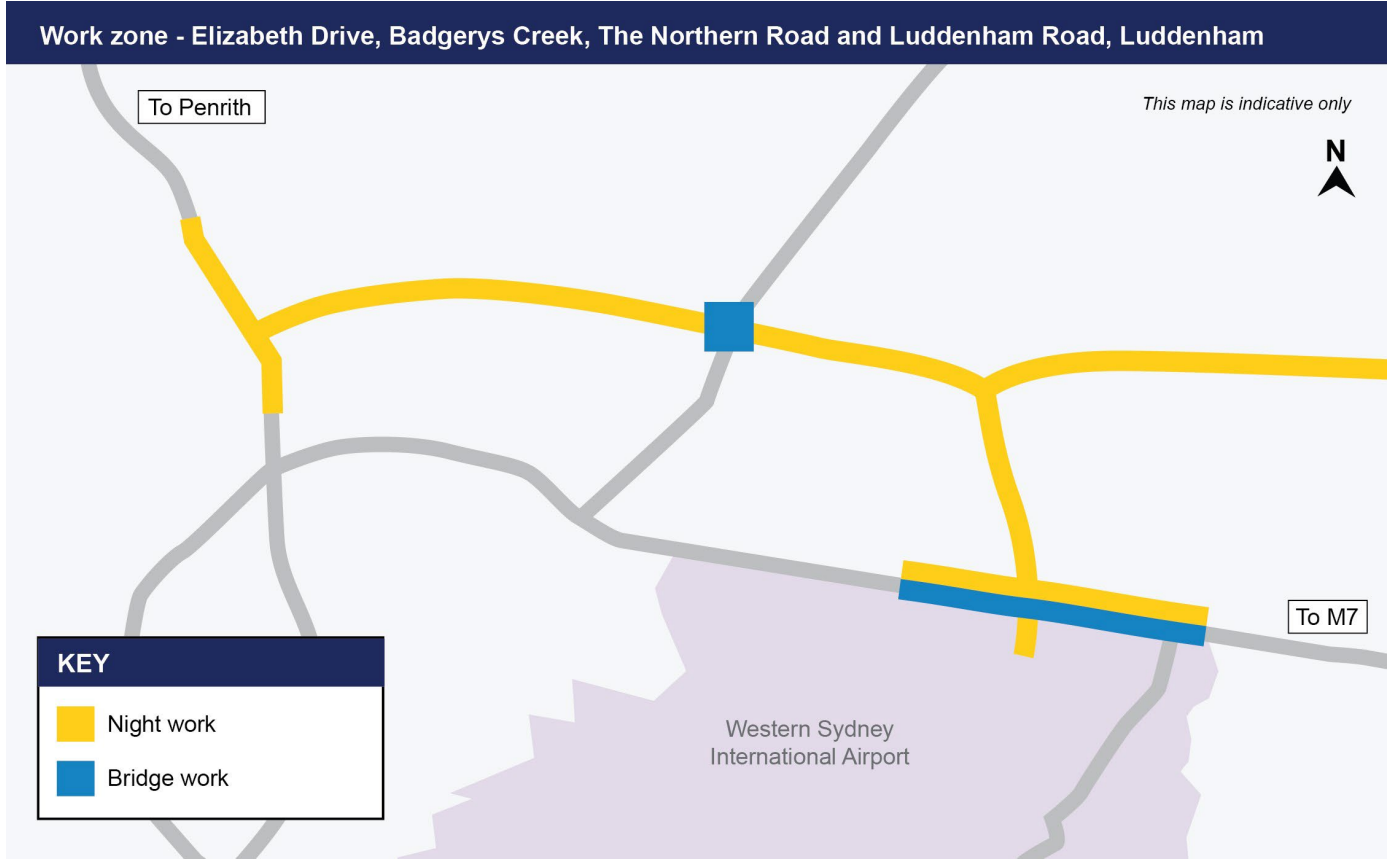 Work zone - Elizabeth Drive, Badgerys Creek, The Northern Road and Luddenham Road, Luddenham
To Penrith
This map is indicative only
N
To M7
KEY
Night work
Bridge work
Western Sydney
International Airport